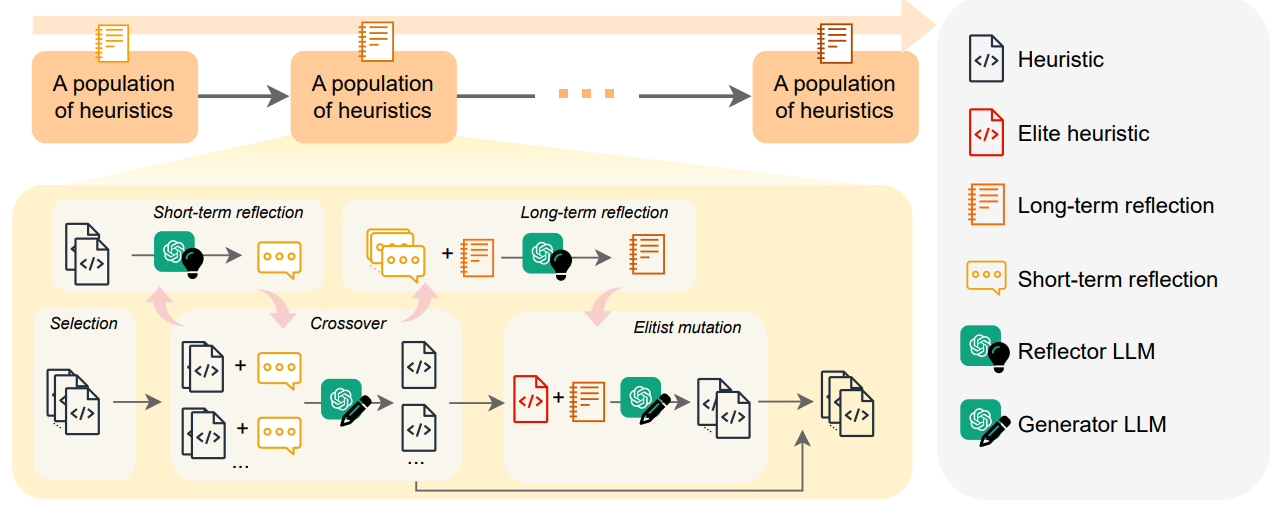 A population
of heuristics
A population
of heuristics
A population
of heuristics
Short-term reflection
Long-term reflection
+
Selection
Crossover
+
+
...
...
Elitist mutation
+
Heuristic
Elite heuristic
Long-term reflection
Short-term reflection
Reflector LLM
Generator LLM